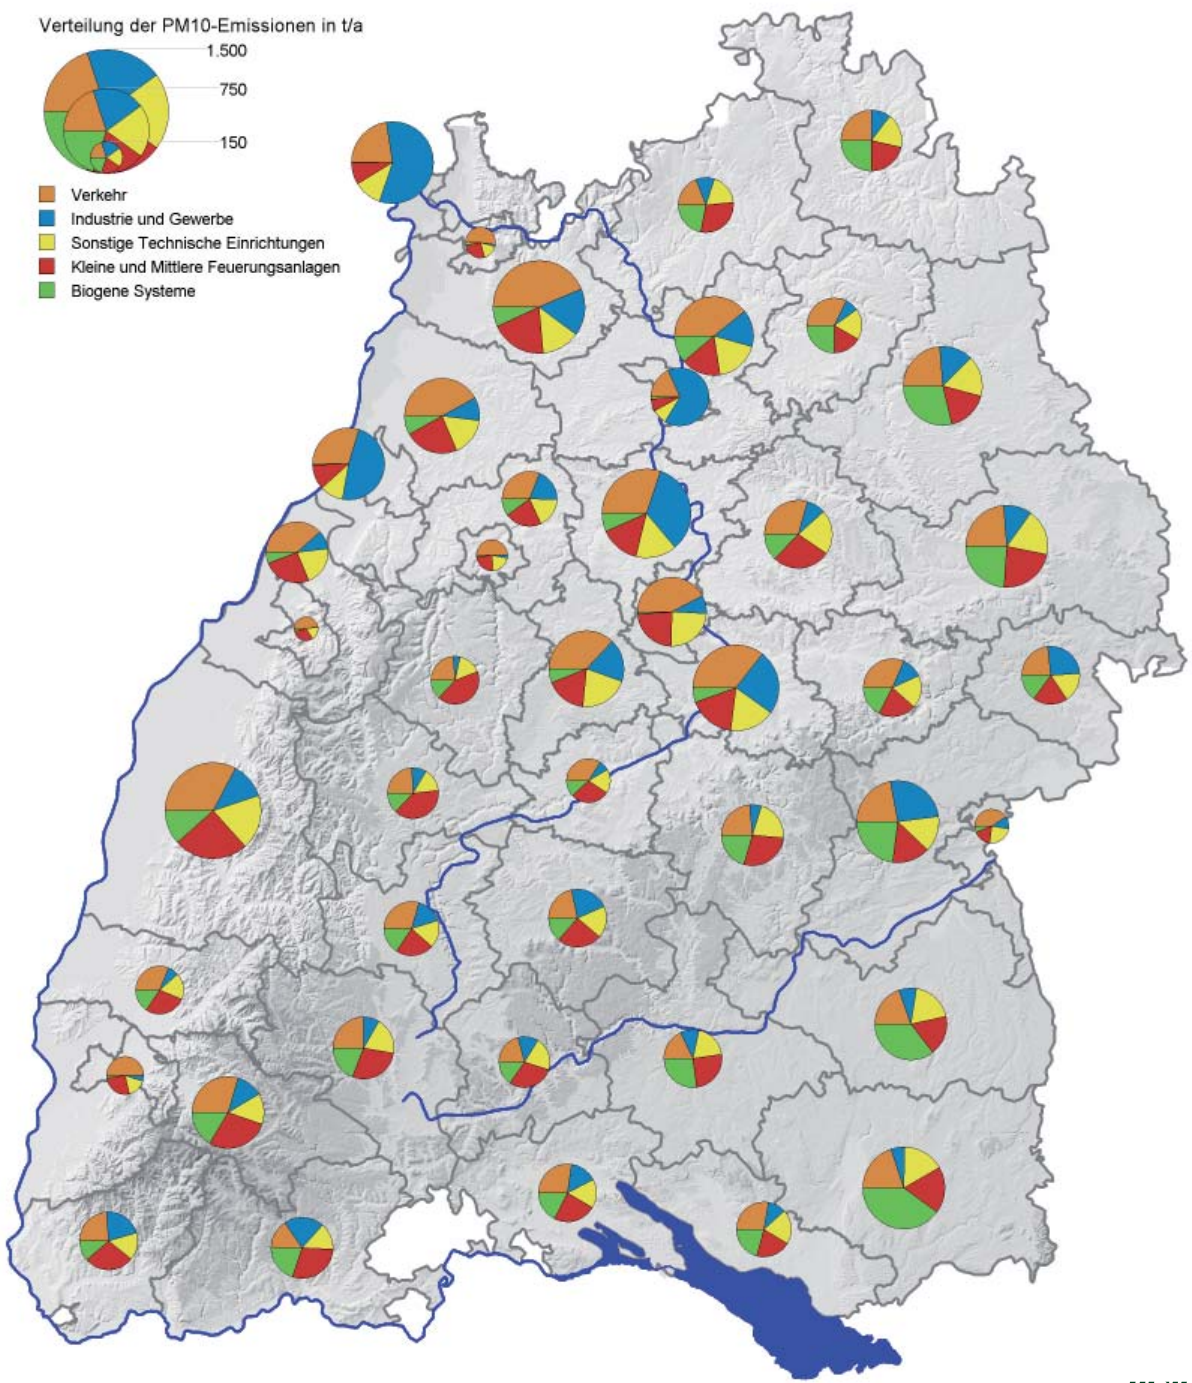 Verteilung der PM10-Emissionen in t/a
1.500
750
150
Verkehr
Industrie und Gewerbe
Sonstige Technische Einrichtungen
Kleine und Mittlere Feuerungsanlagen
Biogene Systeme